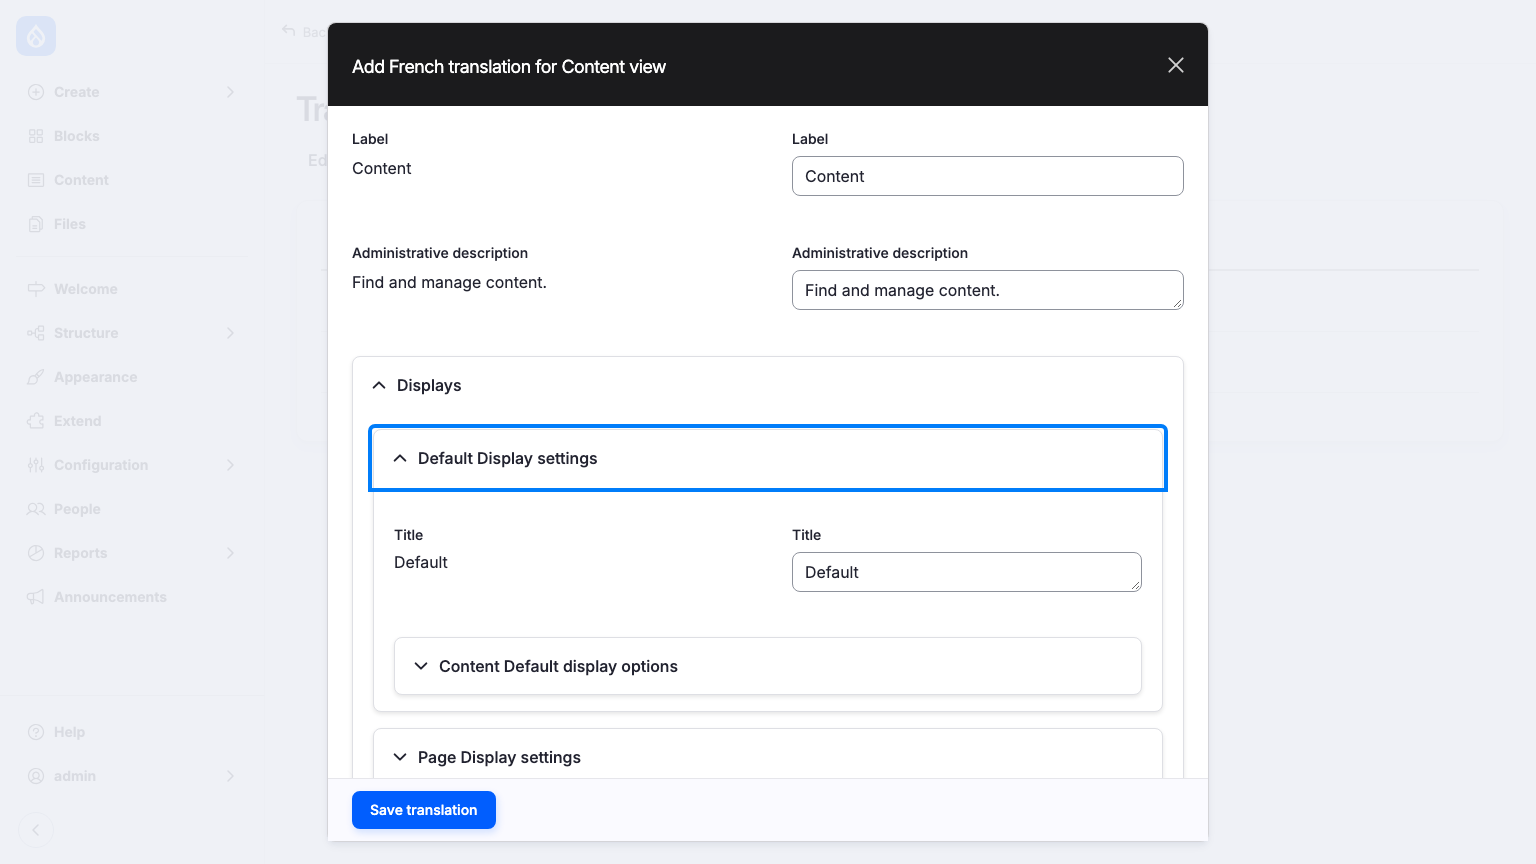 Back
Add French translation for Content view
Create
Blocks
Content
Files
Welcome
Structure
Appearance
Extend
Configuration
People
Reports
Announcements
Help
admin
Label
Content
Label
Content
Administrative description
Find and manage content.
Administrative description
Find and manage content.
Displays
Default Display settings
Title
Default
Title
Default
Content Default display options
Page Display settings
Save translation